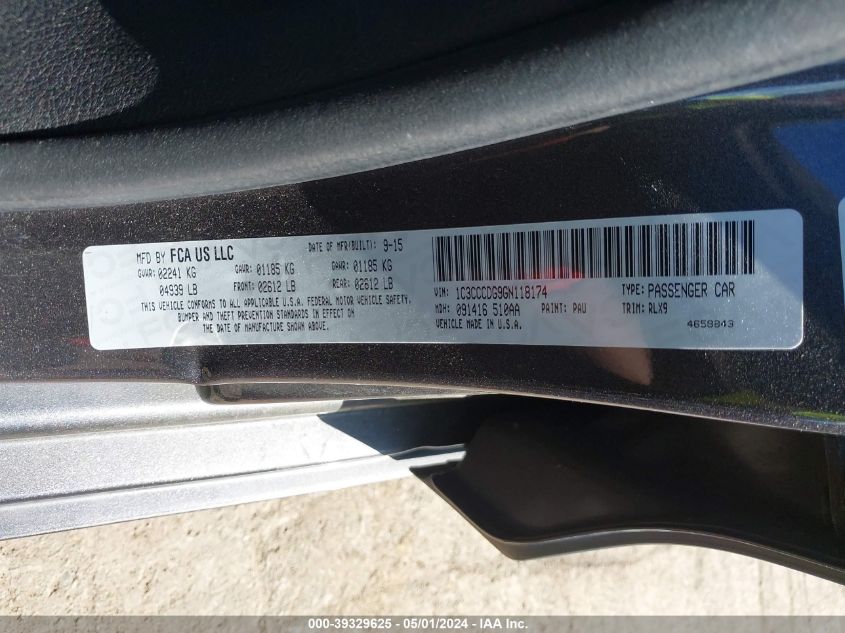 MFD BY FCA US LLC
DATE OF MFR(BUILT): 9-15
GVWR: 02241 KG GAWR: 01185 KG GAWR: 01185 KG
04939 LB FRONT: 02612 LB REAR: 02612 LB
THIS VEHICLE CONFORMS TO ALL APPLICABLE U.S.A. FEDERAL MOTOR VEHICLE SAFETY,
BUMPER AND THEFT PREVENTION STANDARDS IN EFFECT ON
THE DATE OF MANUFACTURE SHOWN ABOVE.
VIN: 1C3CCCDG9GN118174 TYPE: PASSENGER CAR
MDH: 091416 510AA PAINT: PAU TRIM: RLX9
VEHICLE MADE IN U.S.A. 4658843
000-39329625 - 05/01/2024 - IAA Inc.